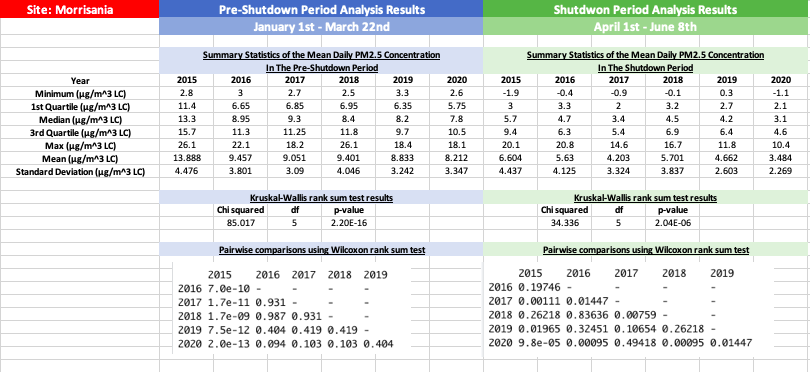 Site: Morrisania Pre-Shutdown Period Analysis Results Shutdwon Period Analysis Results
January 1st - March 22nd April 1st - June 8th
Summary Statistics of the Mean Daily PM2.5 Concentration Summary Statistics of the Mean Daily PM2.5 Concentration
In The Pre-Shutdown Period In The Shutdown Period
Year 2015 2016 2017 2018 2019 2020 2015 2016 2017 2018 2019 2020
Minimum (µg/m^3 LC) 2.8 3 2.7 2.5 3.3 2.6 -1.9 -0.4 -0.9 -0.1 0.3 -1.1
1st Quartile (µg/m^3 LC) 11.4 6.65 6.85 6.95 6.35 5.75 3 3.3 2 3.2 2.7 2.1
Median (µg/m^3 LC) 13.3 8.95 9.3 8.4 8.2 7.8 5.7 4.7 3.4 4.5 4.2 3.1
3rd Quartile (µg/m^3 LC) 15.7 11.3 11.25 11.8 9.7 10.5 9.4 6.3 5.4 6.9 6.4 4.6
Max (µg/m^3 LC) 26.1 22.1 18.2 26.1 18.4 18.1 20.1 20.8 14.6 16.7 11.8 10.4
Mean (µg/m^3 LC) 13.888 9.457 9.051 9.401 8.833 8.212 6.604 5.63 4.203 5.701 4.662 3.484
Standard Deviation (µg/m^3 LC) 4.476 3.801 3.09 4.046 3.242 3.347 4.437 4.125 3.324 3.837 2.603 2.269
Kruskal-Wallis rank sum test results Kruskal-Wallis rank sum test results
Chi squared df p-value Chi squared df p-value
85.017 5 2.20E-16 34.336 5 2.04E-06
Pairwise comparisons using Wilcoxon rank sum test Pairwise comparisons using Wilcoxon rank sum test
2015 2016 2017 2018 2019 2015 2016 2017 2018 2019
2016 7.0e-10 - - - - 2016 0.19746 - - - -
2017 1.7e-11 0.931 - - - 2017 0.00111 0.01447 - - -
2018 1.7e-09 0.987 0.931 - - 2018 0.26218 0.83636 0.00759 - -
2019 7.5e-12 0.404 0.419 0.419 - 2019 0.01965 0.32451 0.10654 0.26218 -
2020 2.0e-13 0.094 0.103 0.103 0.404 2020 9.8e-05 0.00095 0.49418 0.00095 0.01447